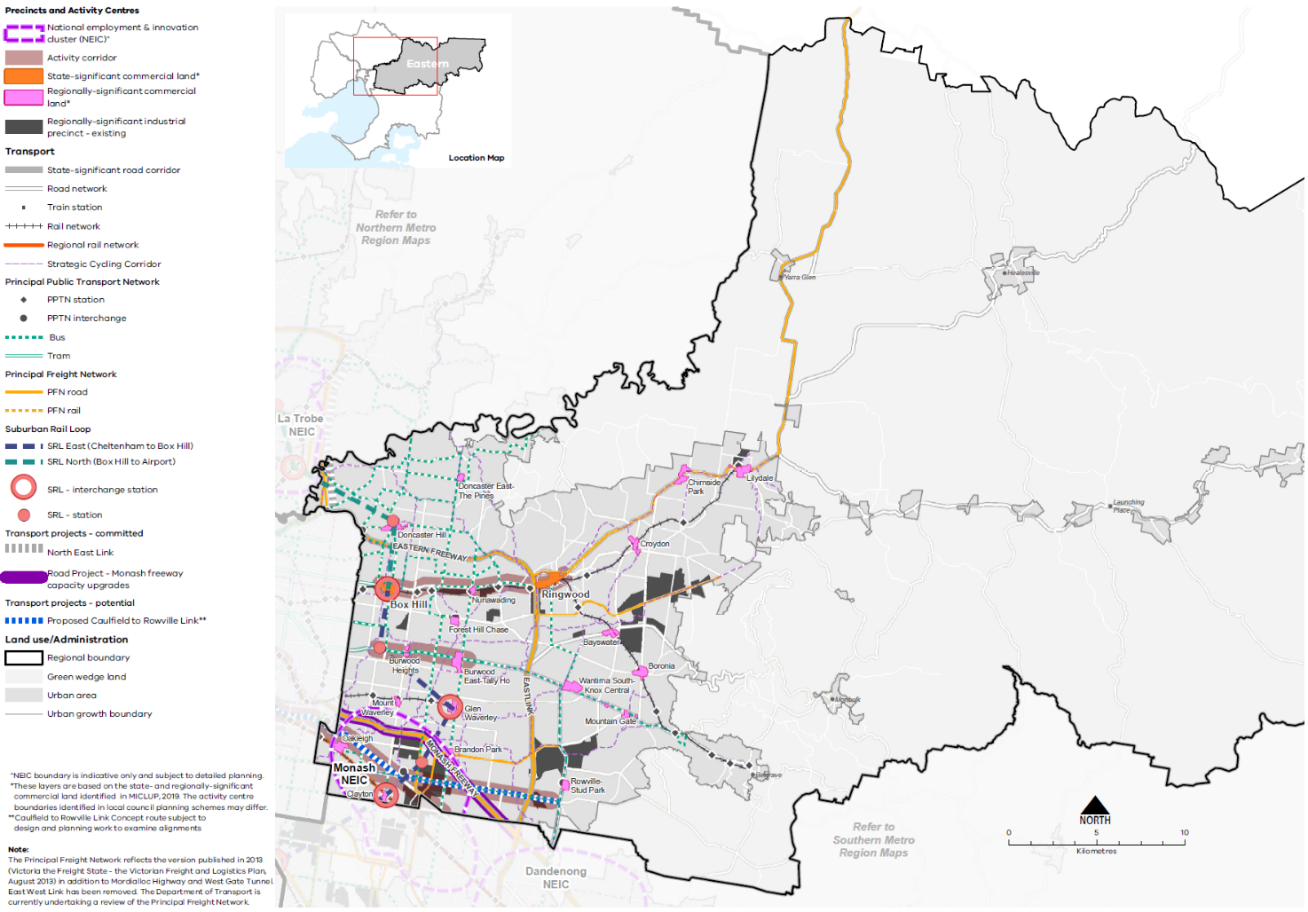 Precincts and Activity Centres
National employment & innovation
cluster (NEIC)*
Activity corridor
State-significant commercial land*
Regionally-significant commercial
land*
Regionally-significant industrial
precinct - existing
Transport
State-significant road corridor
Road network
Train station
Rail network
Regional rail network
Strategic Cycling Corridor
Principal Public Transport Network
PPTN station
PPTN interchange
Bus
Tram
Principal Freight Network
PFN road
PFN rail
Suburban Rail Loop
SRL East (Cheltenham to Box Hill)
SRL North (Box Hill to Airport)
SRL - interchange station
SRL - station
Transport projects - committed
North East Link
Road Project - Monash freeway
capacity upgrades
Transport projects - potential
Proposed Caulfield to Rowville Link**
Land use/Administration
Regional boundary
Green wedge land
Urban area
Urban growth boundary
*NEIC boundary is indicative only and subject to detailed planning.
*These layers are based on the state- and regionally-significant
commercial land identified in MICLUP, 2019. The activity centre
boundaries identified in local council planning schemes may differ.
**Caulfield to Rowville Link Concept route subject to
design and planning work to examine alignments
Note:
The Principal Freight Network reflects the version published in 2013
(Victoria the Freight State - the Victorian Freight and Logistics Plan,
August 2013) in addition to Mordialloc Highway and West Gate Tunnel.
East West Link has been removed. The Department of Transport is
currently undertaking a review of the Principal Freight Network.
Eastern
Location Map
Refer to
Northern Metro
Region Maps
Yarra Glen
Healesville
La Trobe
NEIC
Doncaster East-
The Pines
Chirnside
Park
Lilydale
Launching
Place
Doncaster Hill
EASTERN FREEWAY
Croydon
Ringwood
Box Hill
Nunawading
Forest Hill Chase
Bayswater
Burwood
Heights
Burwood
East-Tally Ho
Boronia
Wantirna South-
Knox Central
EASTLINK
Mount
Waverley
Glen
Waverley
Mountain Gate
Oakleigh
MONASH FREEWAY
Brandon Park
Monash
NEIC
Clayton
Rowville-
Stud Park
Belgrave
Dandenong
NEIC
Refer to
Southern Metro
Region Maps
NORTH
0 5 10
Kilometres